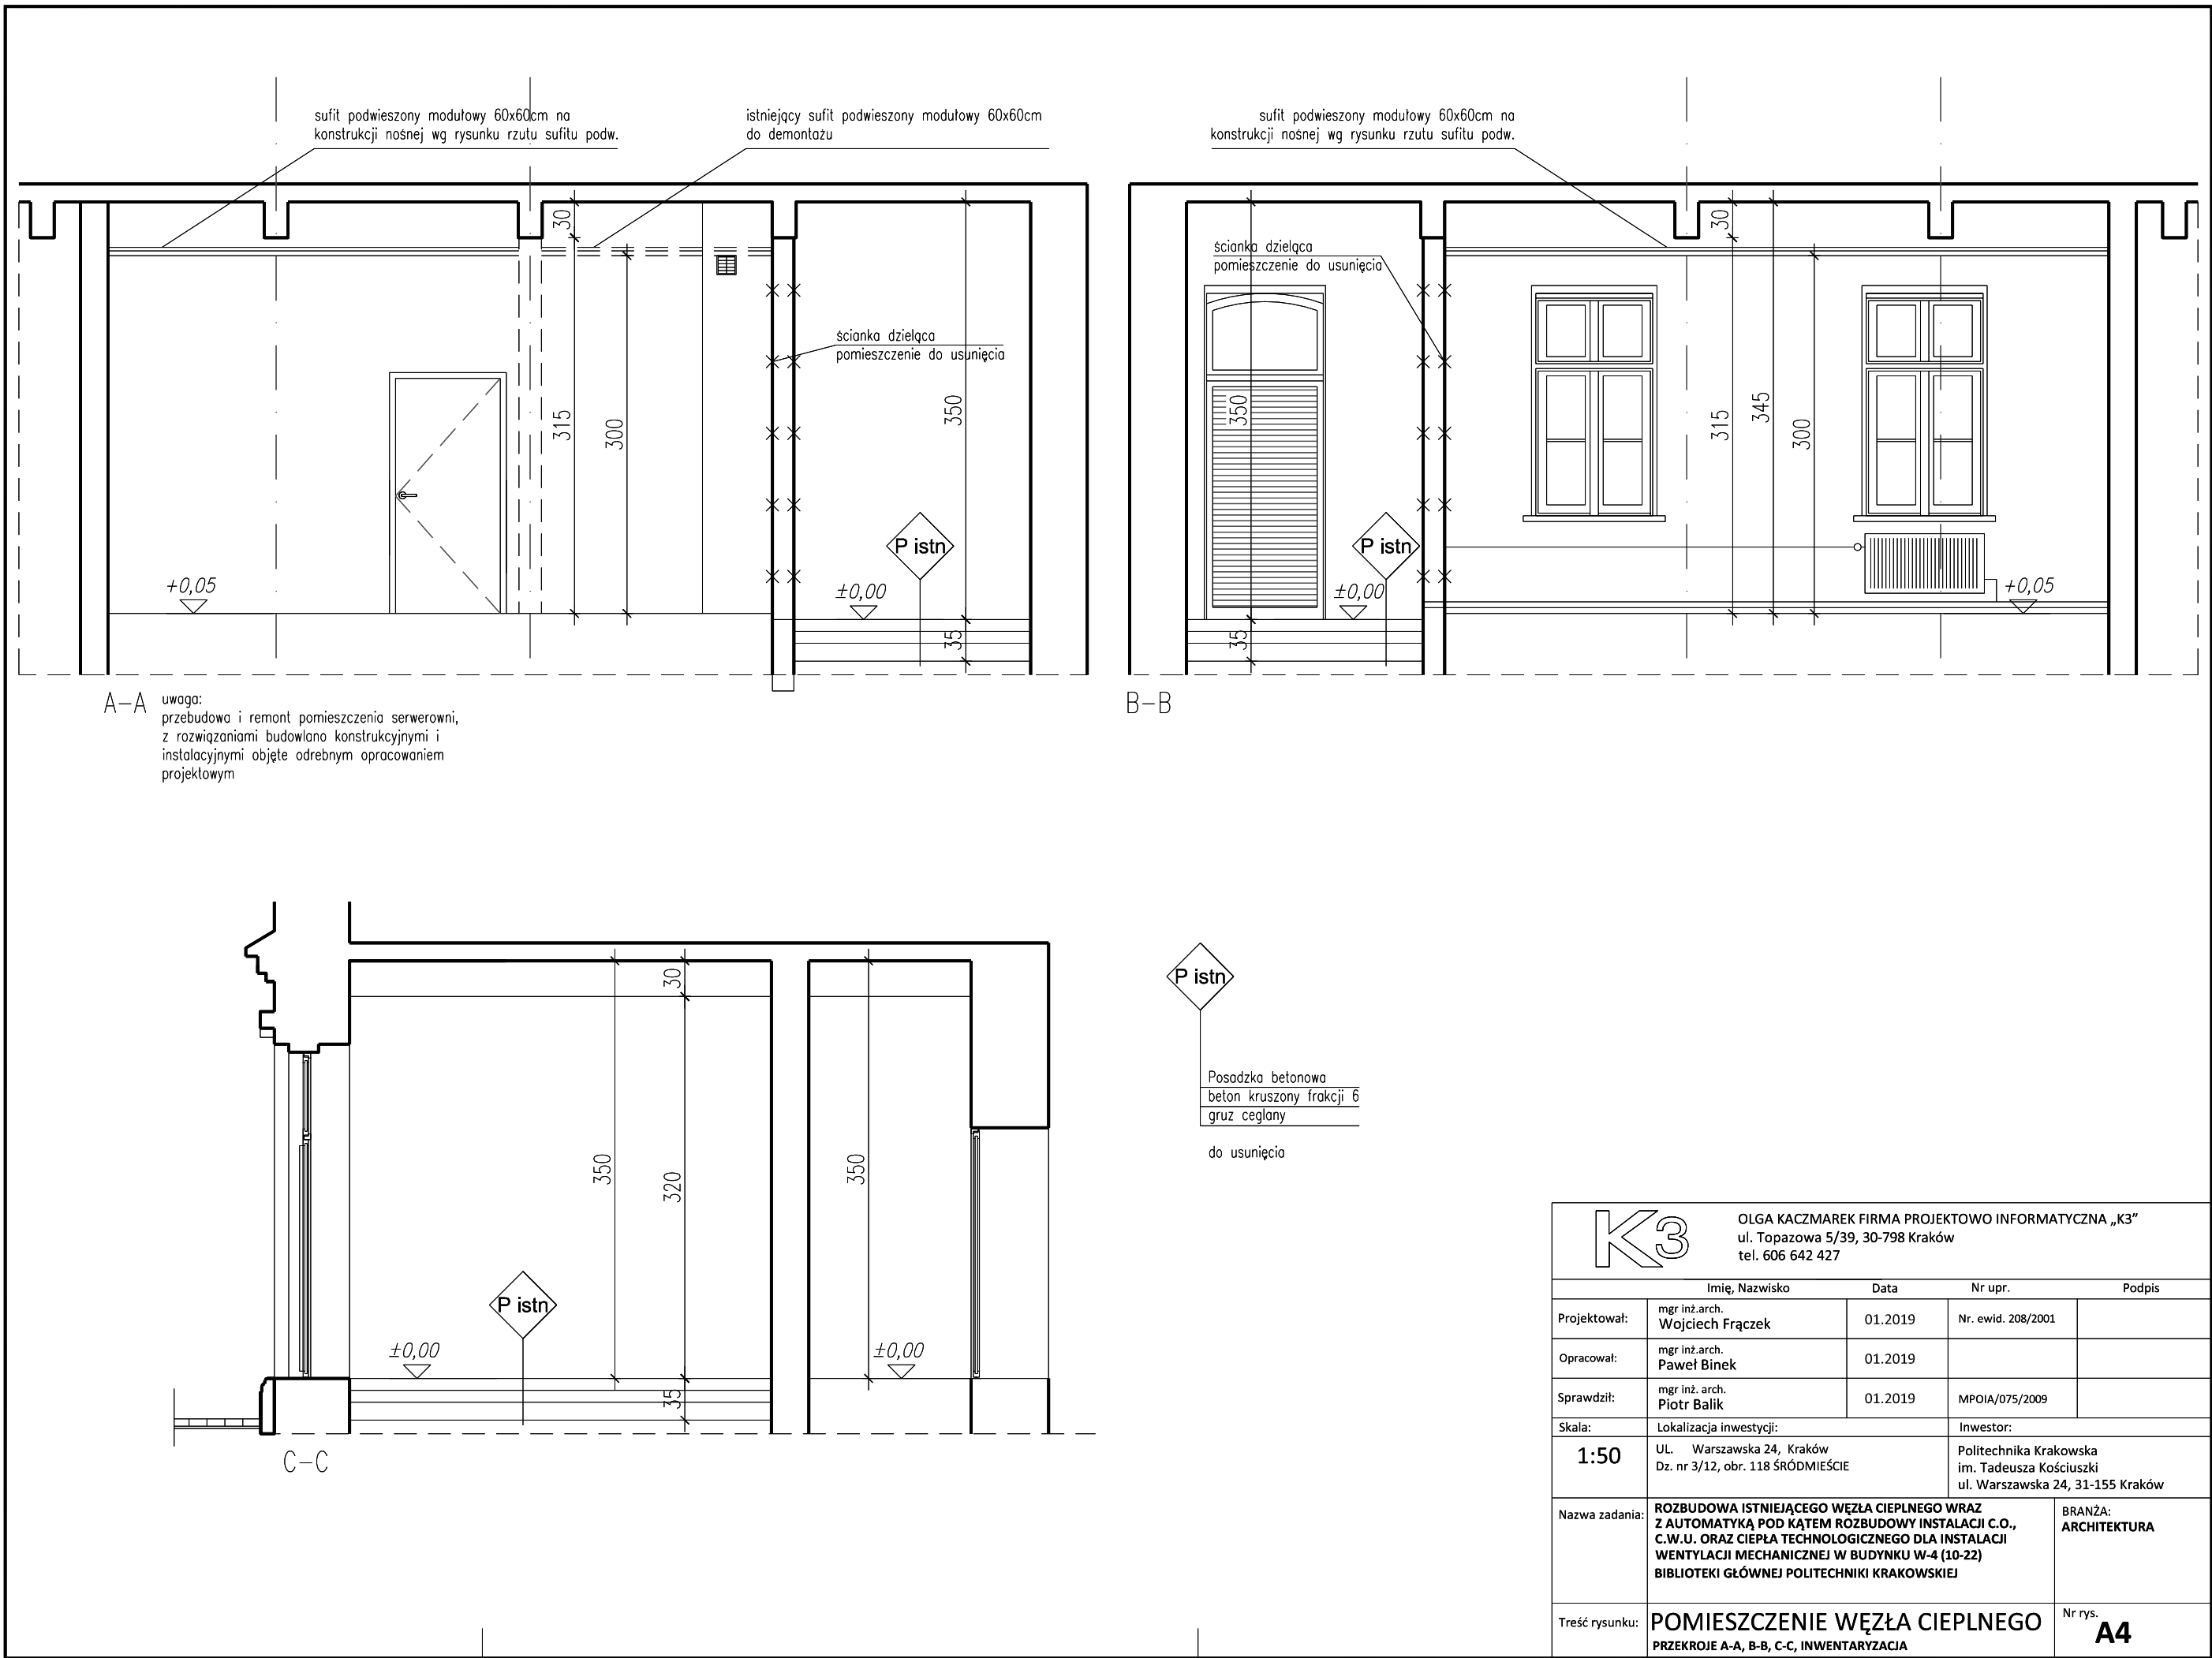 sufit podwieszony modułowy 60x60cm na
konstrukcji nośnej wg rysunku rzutu sufitu podw.
istniejący sufit podwieszony modułowy 60x60cm
do demontażu
30
315
300
350
35
ścianka dzieląca
pomieszczenie do usunięcia
P istn
+0,05
±0,00
A-A
uwaga:
przebudowa i remont pomieszczenia serwerowni,
z rozwiązaniami budowlano konstrukcyjnymi i
instalacyjnymi objęte odrebnym opracowaniem
projektowym
sufit podwieszony modułowy 60x60cm na
konstrukcji nośnej wg rysunku rzutu sufitu podw.
ścianka dzieląca
pomieszczenie do usunięcia
350
30
315
345
300
P istn
±0,00
+0,05
35
B-B
30
350
320
350
P istn
±0,00
±0,00
35
C-C
P istn
Posadzka betonowa
beton kruszony frakcji 6
gruz ceglany
do usunięcia
K3
OLGA KACZMAREK FIRMA PROJEKTOWO INFORMATYCZNA „K3”
ul. Topazowa 5/39, 30-798 Kraków
tel. 606 642 427
Imię, Nazwisko Data Nr upr. Podpis
Projektował: mgr inż.arch.
Wojciech Frączek 01.2019 Nr. ewid. 208/2001
Opracował: mgr inż.arch.
Paweł Binek 01.2019
Sprawdził: mgr inż. arch.
Piotr Balik 01.2019 MPOIA/075/2009
Skala: Lokalizacja inwestycji: Inwestor:
1:50
UL. Warszawska 24, Kraków
Dz. nr 3/12, obr. 118 ŚRÓDMIEŚCIE
Politechnika Krakowska
im. Tadeusza Kościuszki
ul. Warszawska 24, 31-155 Kraków
Nazwa zadania:
ROZBUDOWA ISTNIEJĄCEGO WĘZŁA CIEPLNEGO WRAZ
Z AUTOMATYKĄ POD KĄTEM ROZBUDOWY INSTALACJI C.O.,
C.W.U. ORAZ CIEPŁA TECHNOLOGICZNEGO DLA INSTALACJI
WENTYLACJI MECHANICZNEJ W BUDYNKU W-4 (10-22)
BIBLIOTEKI GŁÓWNEJ POLITECHNIKI KRAKOWSKIEJ
BRANŻA:
ARCHITEKTURA
Treść rysunku:
POMIESZCZENIE WĘZŁA CIEPLNEGO
PRZEKROJE A-A, B-B, C-C, INWENTARYZACJA
Nr rys.
A4